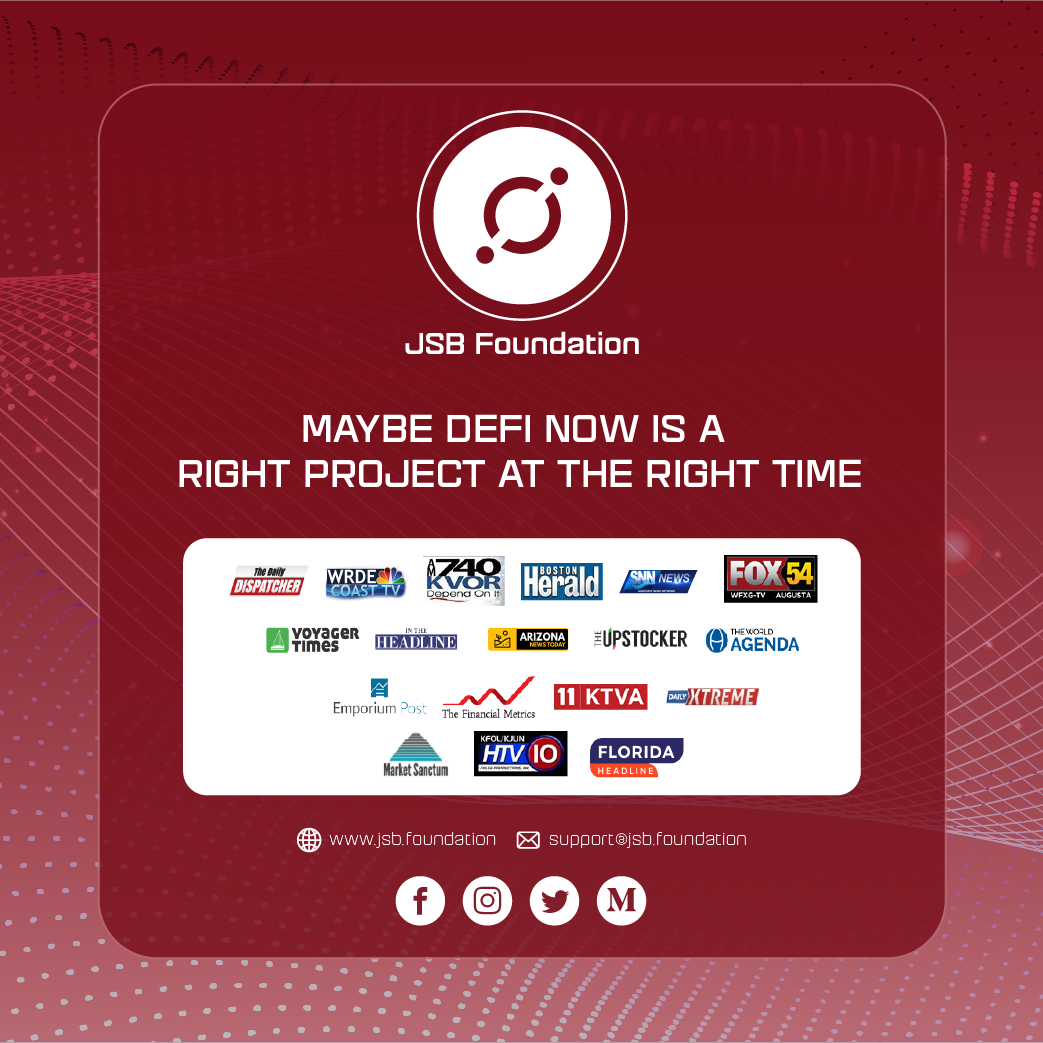 JSB Foundation
MAYBE DEFI NOW IS A
RIGHT PROJECT AT THE RIGHT TIME
The Daily
DISPATCHER
WRDE
COAST TV
AM 740
KVOR
Depend On It
BOSTON
Herald
SNN NEWS
FOX 54
WFXG-TV AUGUSTA
VOYAGER
TIMES
IN THE
HEADLINE
ARIZONA
NEWS TODAY
THE UPSTOCKER
THE WORLD
AGENDA
Emporium Post
The Financial Metrics
11 KTVA
DAILY XTREME
Market Sanctum
KFOL/KJUN
HTV 10
FLORIDA
HEADLINE
www.jsb.foundation support@jsb.foundation